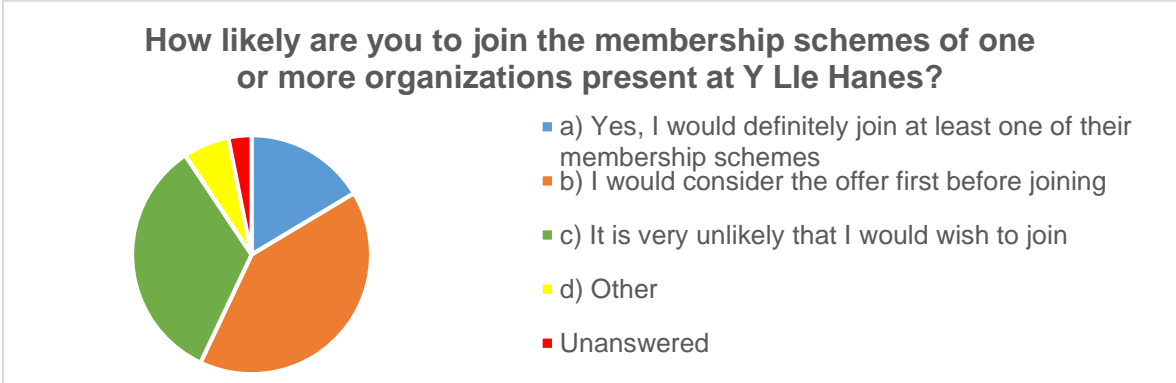 How likely are you to join the membership schemes of one
or more organizations present at Y Lle Hanes?
a) Yes, I would definitely join at least one of their
membership schemes
b) I would consider the offer first before joining
c) It is very unlikely that I would wish to join
d) Other
Unanswered